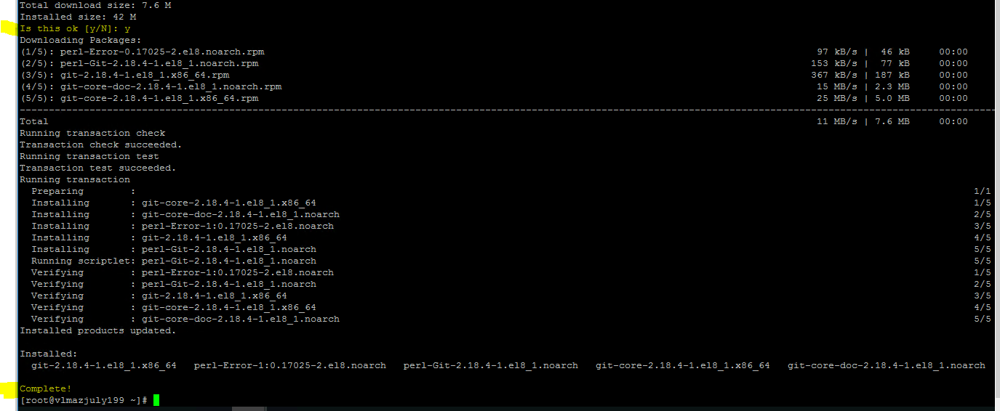 Total download size: 7.6 M
Installed size: 42 M
Is this ok [y/N]: y
Downloading Packages:
(1/5): perl-Error-0.17025-2.el8.noarch.rpm 97 kB/s | 46 kB 00:00
(2/5): perl-Git-2.18.4-1.el8_1.noarch.rpm 153 kB/s | 77 kB 00:00
(3/5): git-2.18.4-1.el8_1.x86_64.rpm 367 kB/s | 187 kB 00:00
(4/5): git-core-doc-2.18.4-1.el8_1.noarch.rpm 15 MB/s | 2.3 MB 00:00
(5/5): git-core-2.18.4-1.el8_1.x86_64.rpm 25 MB/s | 5.0 MB 00:00
--------------------------------------------------------------------------------
Total 11 MB/s | 7.6 MB 00:00
Running transaction check
Transaction check succeeded.
Running transaction test
Transaction test succeeded.
Running transaction
Preparing : 1/1
Installing : git-core-2.18.4-1.el8_1.x86_64 1/5
Installing : git-core-doc-2.18.4-1.el8_1.noarch 2/5
Installing : perl-Error-1:0.17025-2.el8.noarch 3/5
Installing : git-2.18.4-1.el8_1.x86_64 4/5
Installing : perl-Git-2.18.4-1.el8_1.noarch 5/5
Running scriptlet: perl-Git-2.18.4-1.el8_1.noarch 5/5
Verifying : perl-Error-1:0.17025-2.el8.noarch 1/5
Verifying : perl-Git-2.18.4-1.el8_1.noarch 2/5
Verifying : git-2.18.4-1.el8_1.x86_64 3/5
Verifying : git-core-2.18.4-1.el8_1.x86_64 4/5
Verifying : git-core-doc-2.18.4-1.el8_1.noarch 5/5
Installed products updated.
Installed:
git-2.18.4-1.el8_1.x86_64 perl-Error-1:0.17025-2.el8.noarch perl-Git-2.18.4-1.el8_1.noarch git-core-2.18.4-1.el8_1.x86_64 git-core-doc-2.18.4-1.el8_1.noarch
Complete!
[root@vlmazjuly199 ~]#